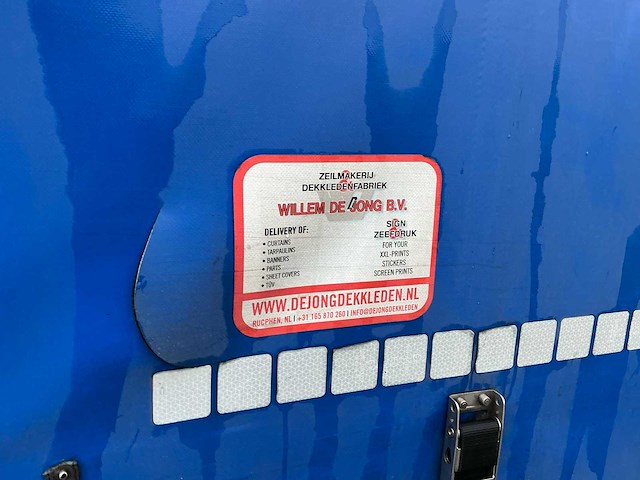 ZEILMAKERIJ
DEKKLEDENFABRIEK
WILLEM DE JONG B.V.
DELIVERY OF:
• CURTAINS
• TARPAULINS
• BANNERS
• PARTS
• SHEET COVERS
• TÜV
SIGN
ZEEFDRUK
FOR YOUR
XXL-PRINTS
STICKERS
SCREEN PRINTS
WWW.DEJONGDEKKLEDEN.NL
RUCPHEN, NL | +31 165 870 260 | INFO@DEJONGDEKKLEDEN